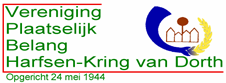 Vereniging
Plaatselijk
Belang
Harfsen-Kring van Dorth
Opgericht 24 mei 1944